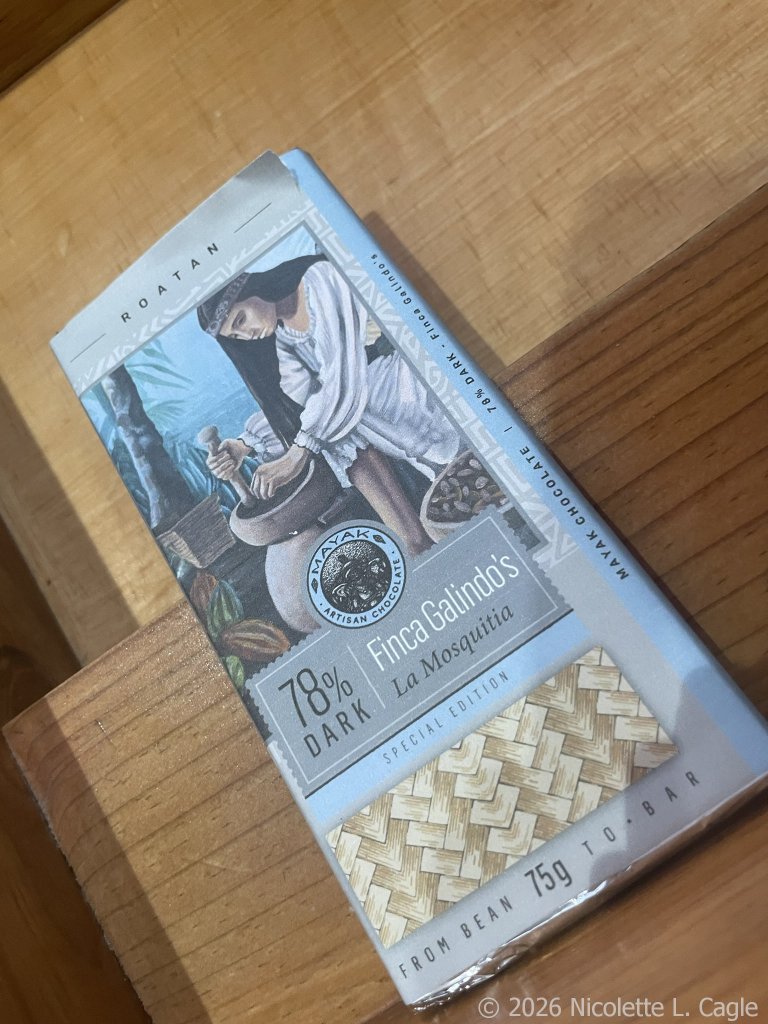 ROATAN
MAYAK
ARTISAN CHOCOLATE
78%
DARK
Finca Galindo's
La Mosquitia
SPECIAL EDITION
FROM BEAN 75g TO·BAR
MAYAK CHOCOLATE | 78% DARK - Finca Galindo's
© 2026 Nicolette L. Cagle